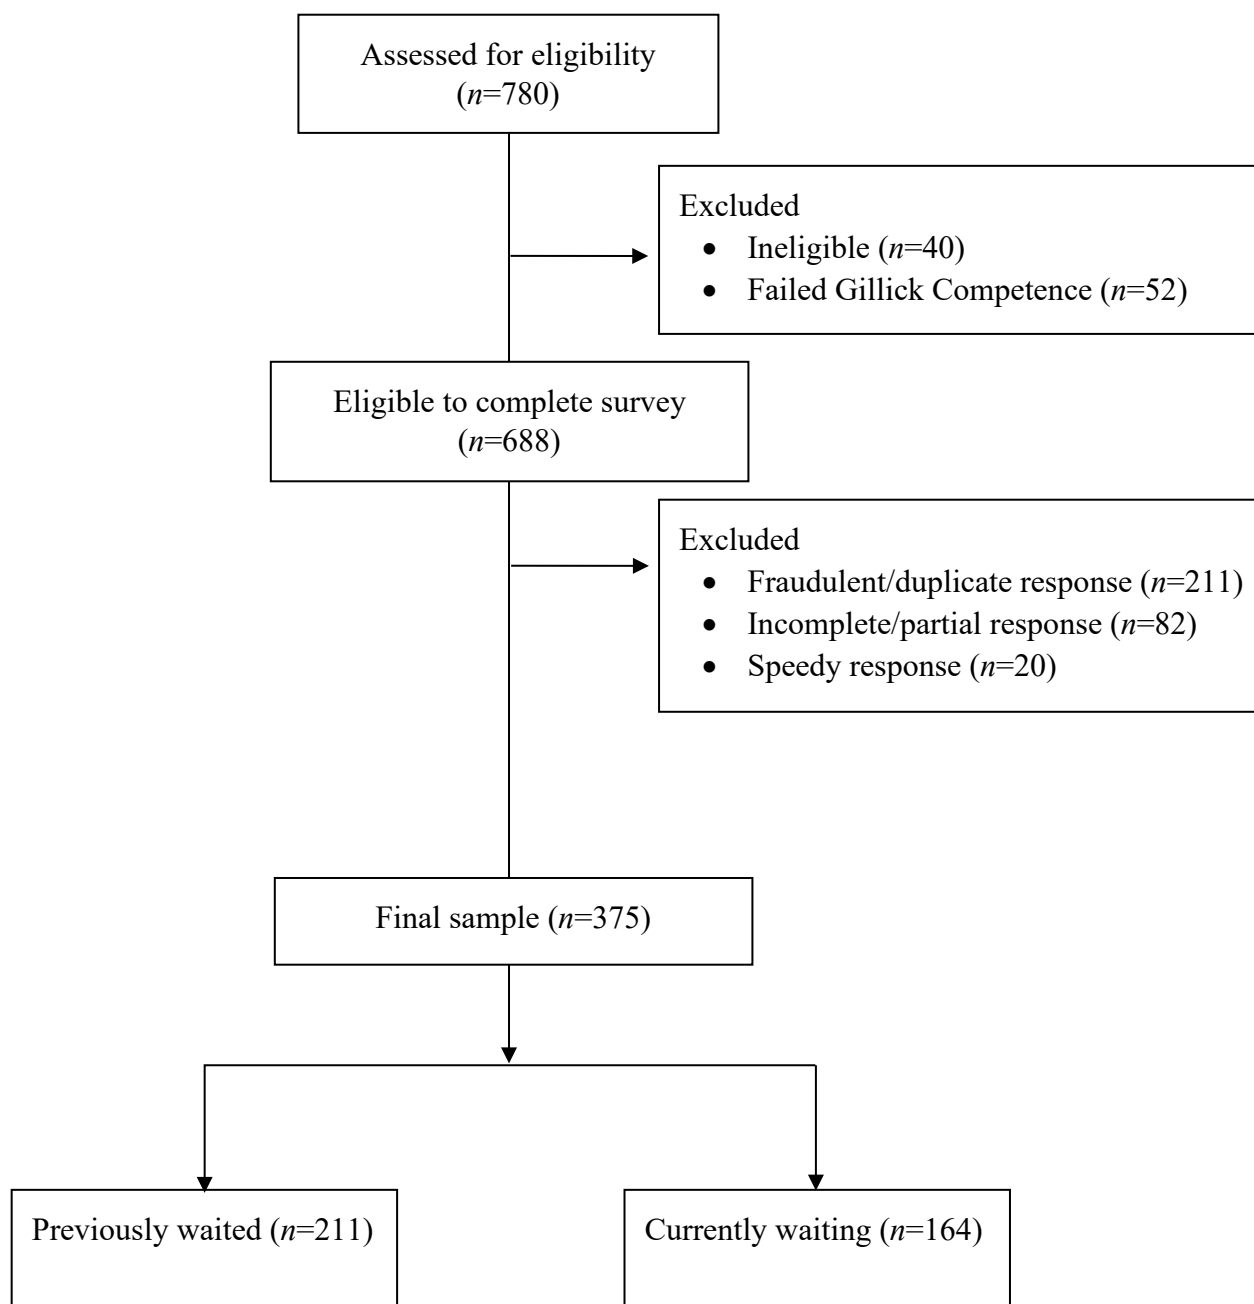 Assessed for eligibility
(n=780)
Excluded
• Ineligible (n=40)
• Failed Gillick Competence (n=52)
Eligible to complete survey
(n=688)
Excluded
• Fraudulent/duplicate response (n=211)
• Incomplete/partial response (n=82)
• Speedy response (n=20)
Final sample (n=375)
Previously waited (n=211)
Currently waiting (n=164)